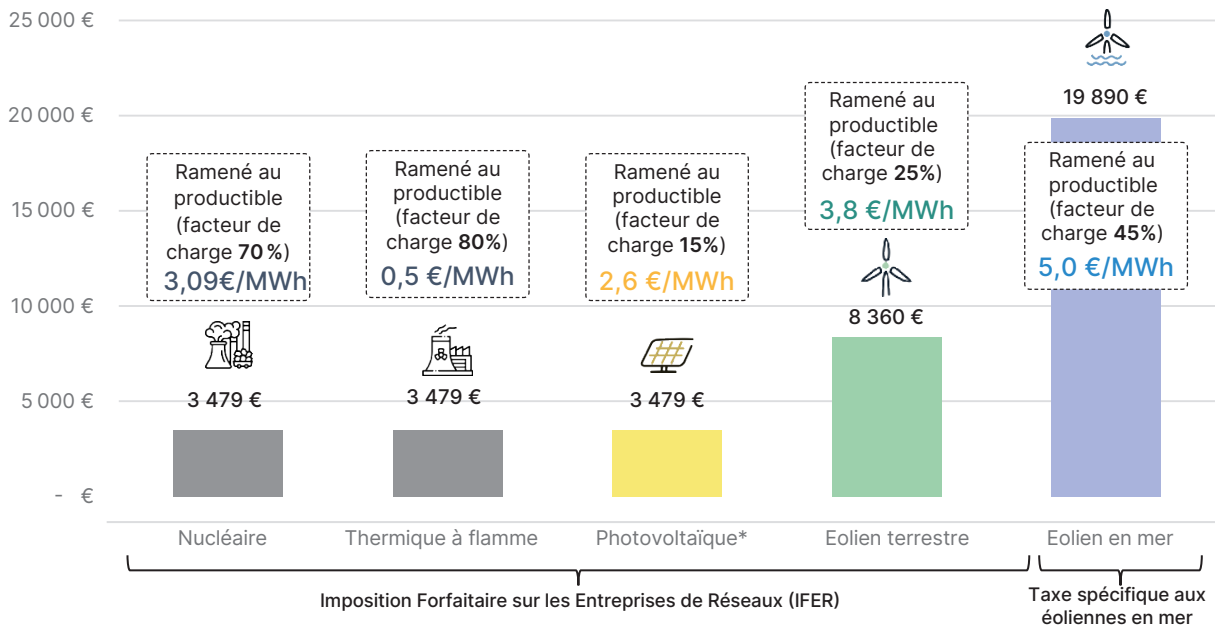 25 000 €
20 000 €
15 000 €
10 000 €
5 000 €
- €
Ramené au
productible
(facteur de
charge 70 %)
3,09€/MWh
3 479 €
Ramené au
productible
(facteur de
charge 80%)
0,5 €/MWh
3 479 €
Ramené au
productible
(facteur de
charge 15%)
2,6 €/MWh
3 479 €
Ramené au
productible
(facteur de
charge 25%)
3,8 €/MWh
8 360 €
19 890 €
Ramené au
productible
(facteur de
charge 45%)
5,0 €/MWh
Nucléaire
Thermique à flamme
Photovoltaïque*
Eolien terrestre
Eolien en mer
Imposition Forfaitaire sur les Entreprises de Réseaux (IFER)
Taxe spécifique aux
éoliennes en mer